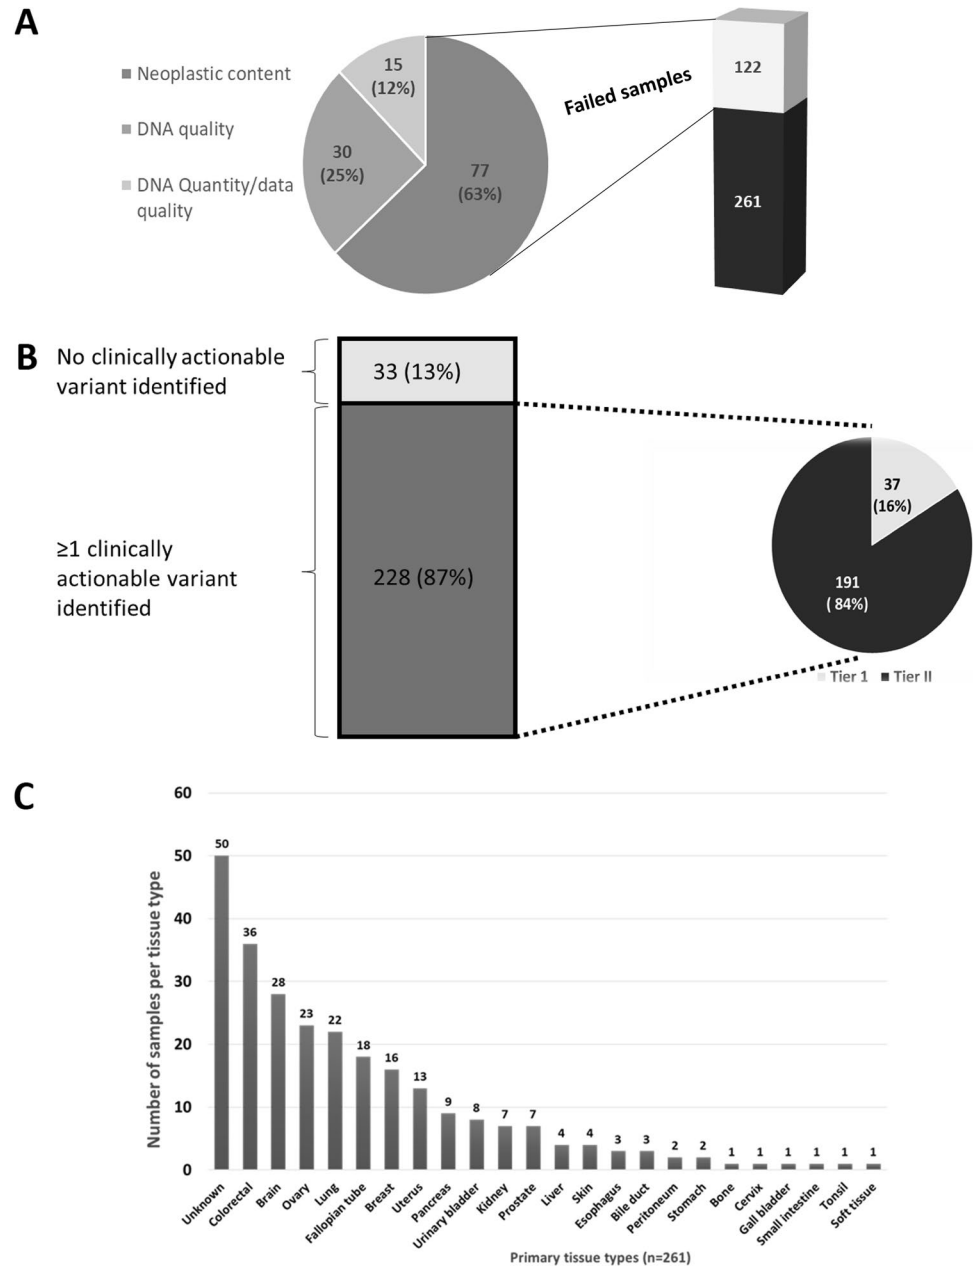 A
Neoplastic content
DNA quality
DNA Quantity/data
quality
15
(12%)
30
(25%)
77
(63%)
Failed samples
122
261
B
No clinically actionable
variant identified
33 (13%)
≥1 clinically
actionable variant
identified
228 (87%)
37
(16%)
191
( 84%)
Tier 1
Tier II
C
Number of samples per tissue type
60
50
40
30
20
10
0
50
36
28
23
22
18
16
13
9
8
7
7
4
4
3
3
2
2
1
1
1
1
1
1
Unknown
Colorectal
Brain
Ovary
Lung
Fallopian tube
Breast
Uterus
Pancreas
Urinary bladder
Kidney
Prostate
Liver
Skin
Esophagus
Bile duct
Peritoneum
Stomach
Bone
Cervix
Gall bladder
Small intestine
Tonsil
Soft tissue
Primary tissue types (n=261)